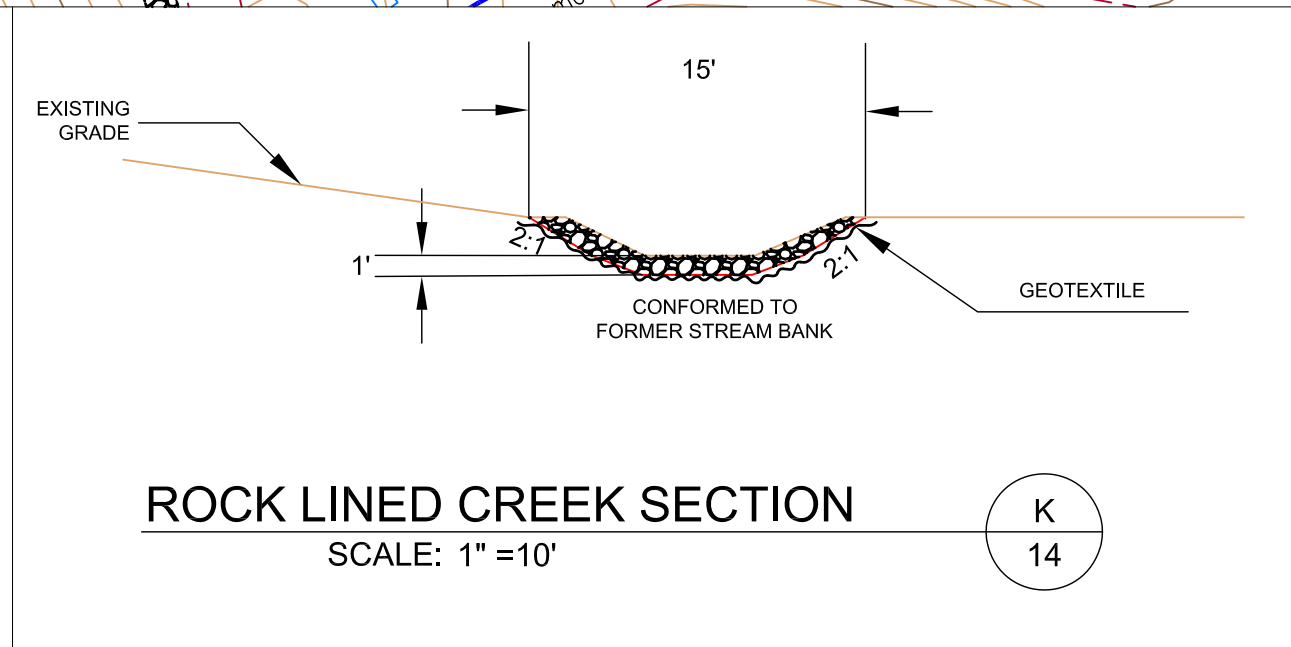 15'
EXISTING
GRADE
2:1
1'
2:1
GEOTEXTILE
CONFORMED TO
FORMER STREAM BANK
ROCK LINED CREEK SECTION
SCALE: 1" =10'
K
14